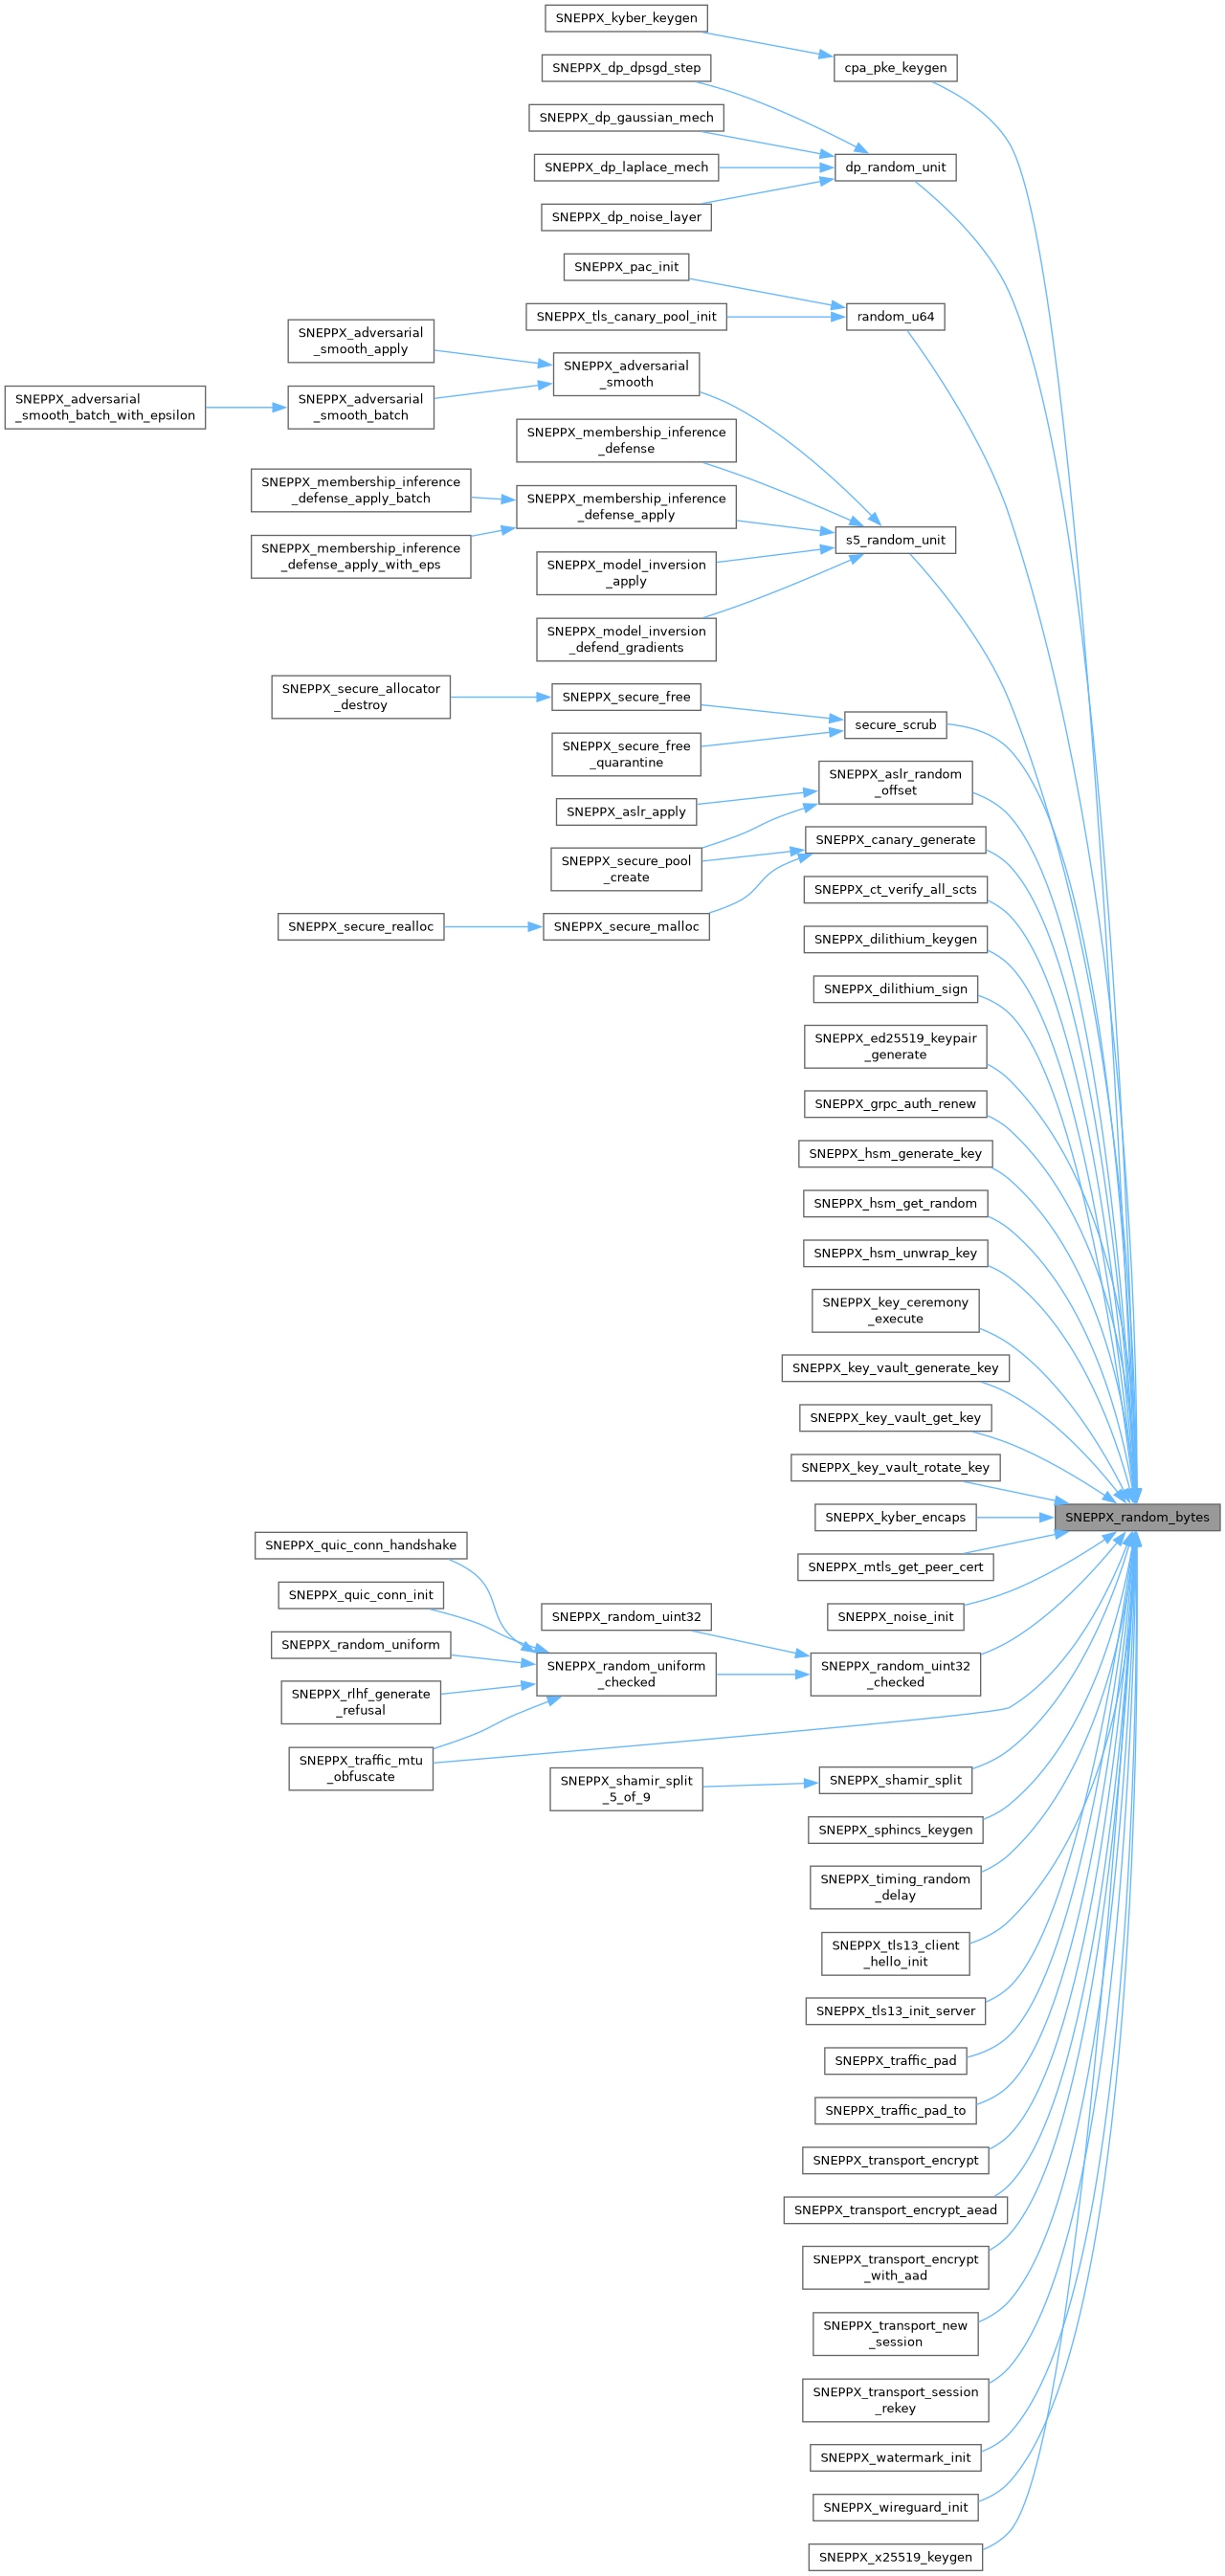 SNEPPX_kyber_keygen
cpa_pke_keygen
SNEPPX_dp_dpsgd_step
SNEPPX_dp_gaussian_mech
SNEPPX_dp_laplace_mech
dp_random_unit
SNEPPX_dp_noise_layer
SNEPPX_pac_init
SNEPPX_tls_canary_pool_init
random_u64
SNEPPX_adversarial
_smooth_apply
SNEPPX_adversarial
_smooth
SNEPPX_adversarial
_smooth_batch_with_epsilon
SNEPPX_adversarial
_smooth_batch
SNEPPX_membership_inference
_defense
SNEPPX_membership_inference
_defense_apply_batch
SNEPPX_membership_inference
_defense_apply
s5_random_unit
SNEPPX_membership_inference
_defense_apply_with_eps
SNEPPX_model_inversion
_apply
SNEPPX_model_inversion
_defend_gradients
SNEPPX_secure_allocator
_destroy
SNEPPX_secure_free
secure_scrub
SNEPPX_secure_free
_quarantine
SNEPPX_aslr_random
_offset
SNEPPX_aslr_apply
SNEPPX_canary_generate
SNEPPX_secure_pool
_create
SNEPPX_ct_verify_all_scts
SNEPPX_secure_realloc
SNEPPX_secure_malloc
SNEPPX_dilithium_keygen
SNEPPX_dilithium_sign
SNEPPX_ed25519_keypair
_generate
SNEPPX_grpc_auth_renew
SNEPPX_hsm_generate_key
SNEPPX_hsm_get_random
SNEPPX_hsm_unwrap_key
SNEPPX_key_ceremony
_execute
SNEPPX_key_vault_generate_key
SNEPPX_key_vault_get_key
SNEPPX_key_vault_rotate_key
SNEPPX_kyber_encaps
SNEPPX_random_bytes
SNEPPX_quic_conn_handshake
SNEPPX_mtls_get_peer_cert
SNEPPX_quic_conn_init
SNEPPX_random_uint32
SNEPPX_noise_init
SNEPPX_random_uniform
SNEPPX_random_uniform
_checked
SNEPPX_random_uint32
_checked
SNEPPX_rlhf_generate
_refusal
SNEPPX_traffic_mtu
_obfuscate
SNEPPX_shamir_split
_5_of_9
SNEPPX_shamir_split
SNEPPX_sphincs_keygen
SNEPPX_timing_random
_delay
SNEPPX_tls13_client
_hello_init
SNEPPX_tls13_init_server
SNEPPX_traffic_pad
SNEPPX_traffic_pad_to
SNEPPX_transport_encrypt
SNEPPX_transport_encrypt_aead
SNEPPX_transport_encrypt
_with_aad
SNEPPX_transport_new
_session
SNEPPX_transport_session
_rekey
SNEPPX_watermark_init
SNEPPX_wireguard_init
SNEPPX_x25519_keygen